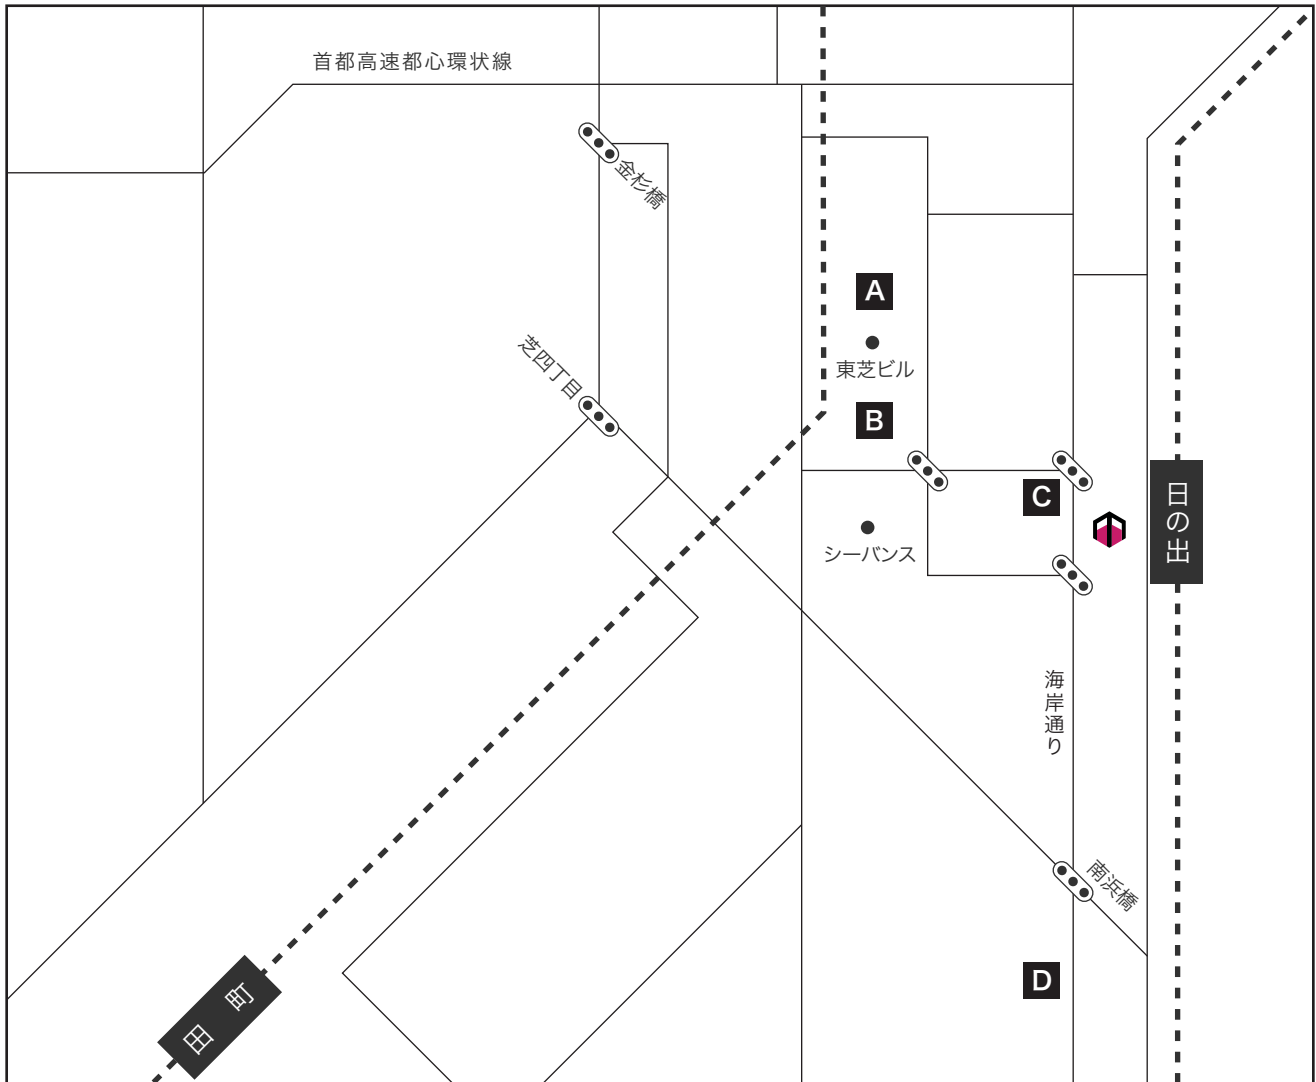 首都高速都心環状線
金杉橋
A
芝四丁目
東芝ビル
B
C
日の出
シーバンス
海岸通り
南浜橋
D
田町